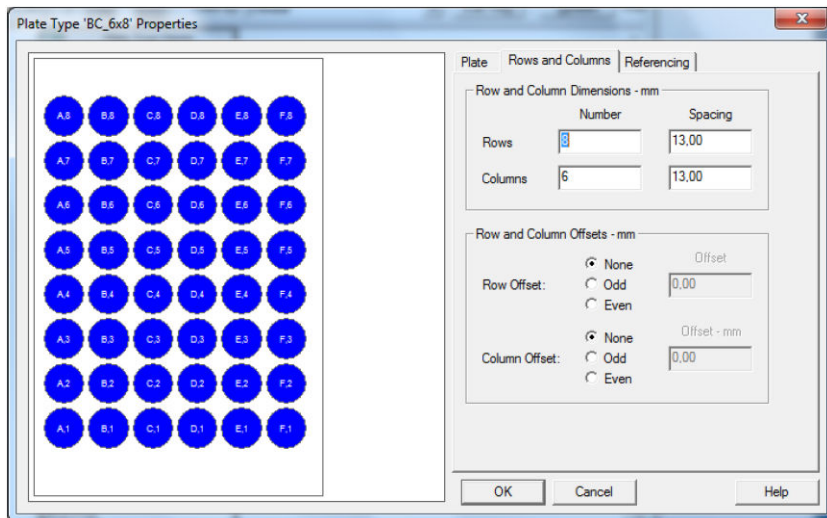 Plate Type 'BC_6x8' Properties
Plate Rows and Columns Referencing
Row and Column Dimensions - mm
Number Spacing
Rows 8 13,00
Columns 6 13,00
Row and Column Offsets - mm
Row Offset:
None
Odd
Even
Offset
0,00
Column Offset:
None
Odd
Even
Offset - mm
0,00
A,8 B,8 C,8 D,8 E,8 F,8
A,7 B,7 C,7 D,7 E,7 F,7
A,6 B,6 C,6 D,6 E,6 F,6
A,5 B,5 C,5 D,5 E,5 F,5
A,4 B,4 C,4 D,4 E,4 F,4
A,3 B,3 C,3 D,3 E,3 F,3
A,2 B,2 C,2 D,2 E,2 F,2
A,1 B,1 C,1 D,1 E,1 F,1
OK Cancel Help